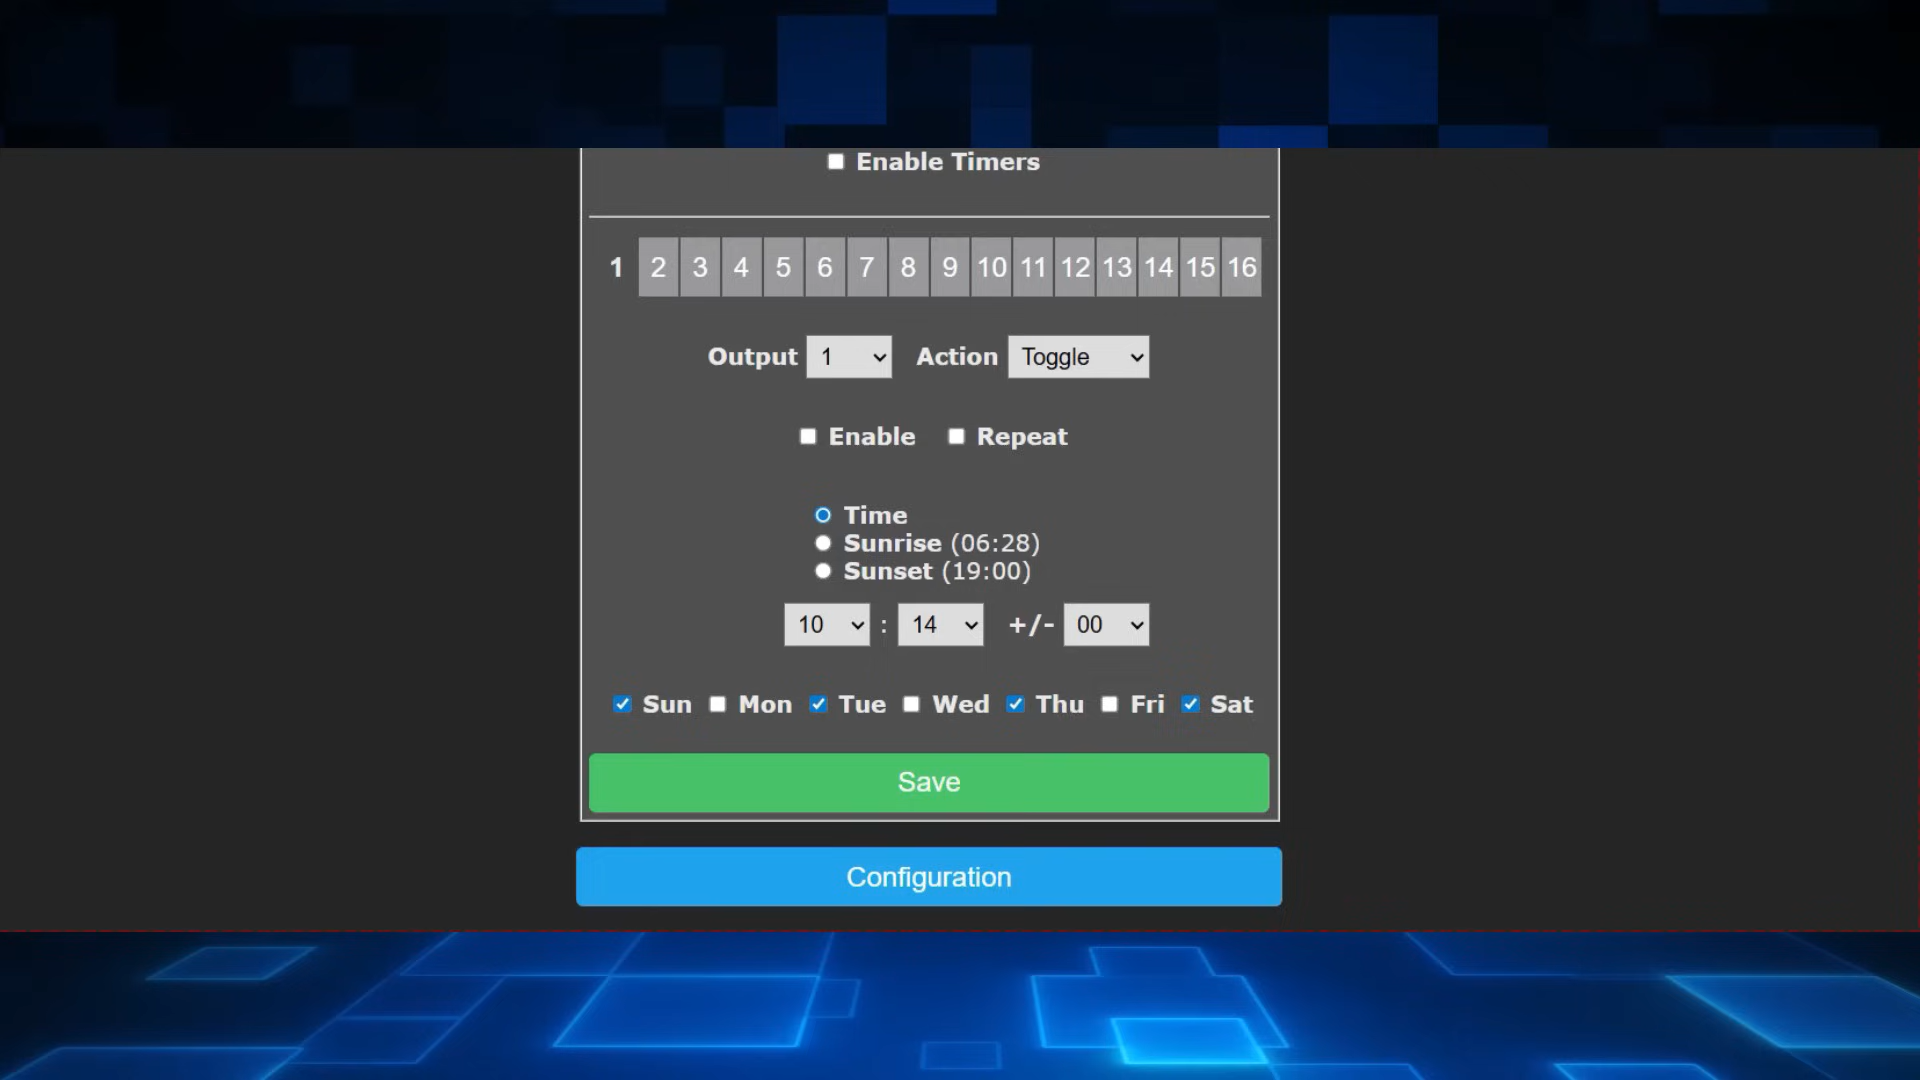 Enable Timers
1 2 3 4 5 6 7 8 9 10 11 12 13 14 15 16
Output 1 Action Toggle
Enable Repeat
Time
Sunrise (06:28)
Sunset (19:00)
10 : 14 +/- 00
Sun Mon Tue Wed Thu Fri Sat
Save
Configuration